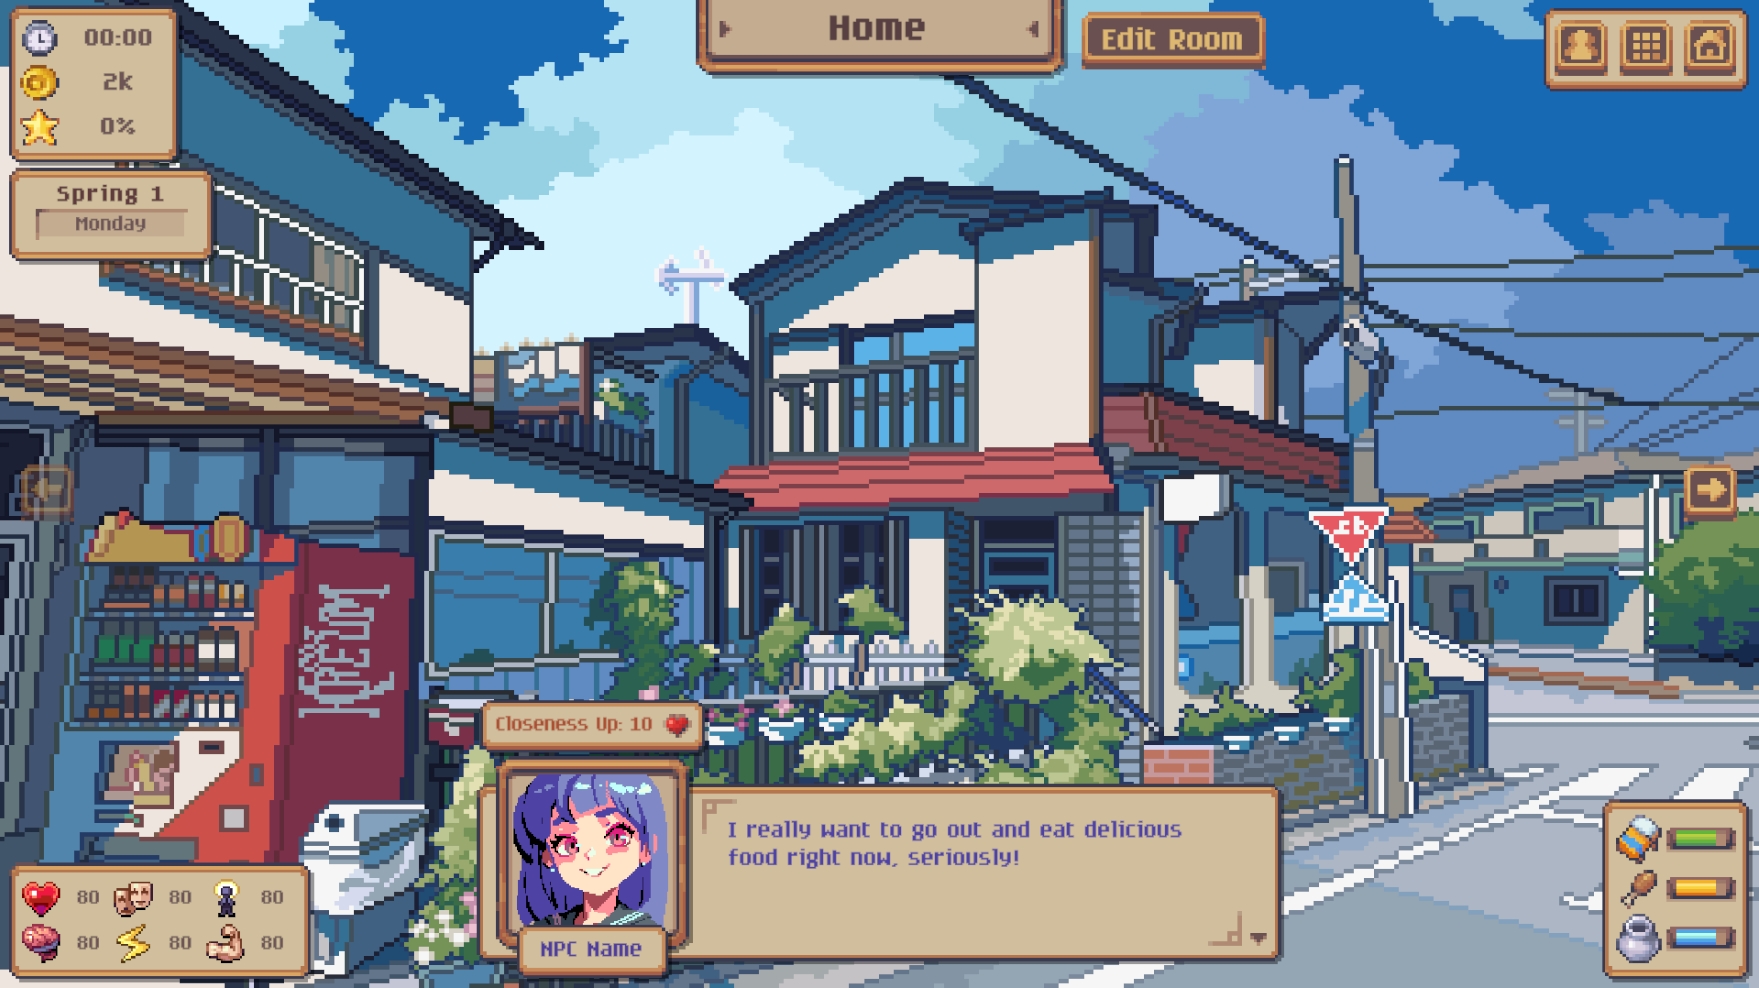 00:00
Home
Edit Room
2k
0%
Spring 1
Monday
Closeness Up: 10
I really want to go out and eat delicious
food right now, seriously!
NPC Name
80
80
80
80
80
80